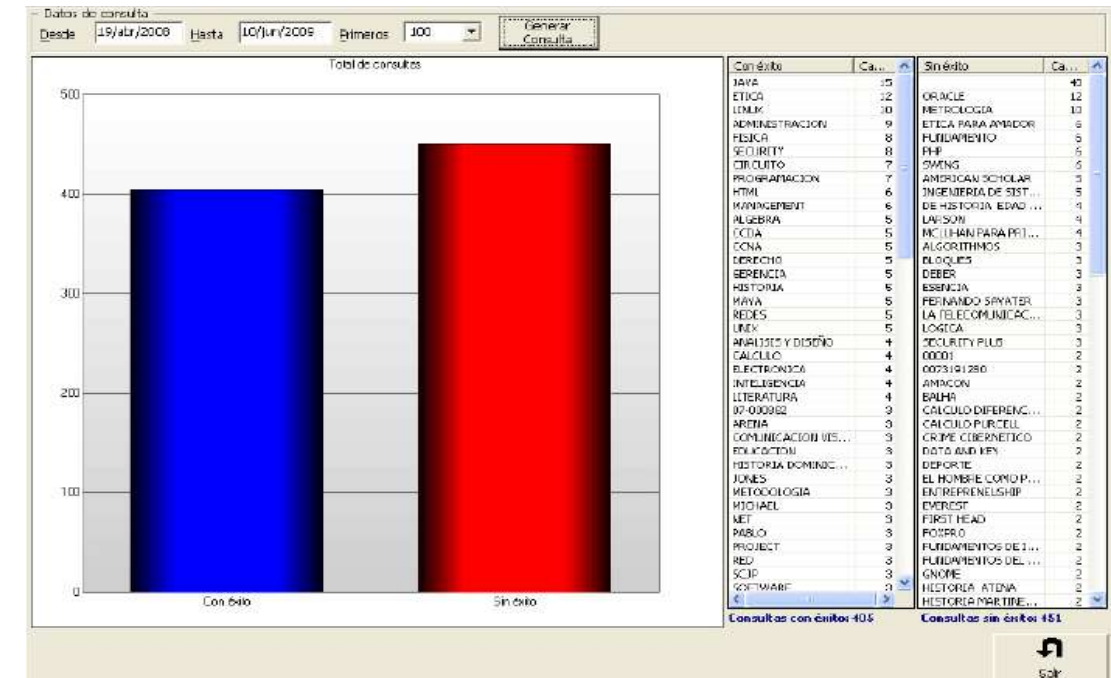 Datos de consulta
Desde 19/abr/2008 Hasta 10/jun/2009 Primeros 100 Generar Consulta
Total de consultas
500
400
300
200
100
0
Con éxito
Sin éxito
Con éxito Ca...
JAVA 15
ETICA 12
LINUX 10
ADMINISTRACION 9
FISICA 8
SECURITY 8
CIRCUITO 7
PROGRAMACION 7
HTML 6
MANAGEMENT 6
ALGEBRA 5
CCDA 5
CCNA 5
DERECHO 5
GERENCIA 5
HISTORIA 5
MAYA 5
REDES 5
UNIX 5
ANALISIS Y DISEÑO 4
CALCULO 4
ELECTRONICA 4
INTELIGENCIA 4
LITERATURA 4
ARENA 3
COMUNICACION VIS... 3
EDUCACION 3
HISTORIA DOMINIC... 3
JONES 3
METODOLOGIA 3
MICHAEL 3
NET 3
PABLO 3
PROJECT 3
RED 3
SCJP 3
SOFTWARE 3
Consultas con éxito: 405
Sin éxito Ca...
40
ORACLE 12
METROLOGIA 10
ETICA PARA AMADOR 6
FUNDAMENTO 6
PHP 6
SWING 6
AMERICAN SCHOLAR 5
INGENIERIA DE SIST... 5
DE HISTORIA EDAD ... 4
LARSON 4
MCLUHAN PARA PRI... 4
ALGORITHMOS 3
BLOQUES 3
DEBER 3
ESENCIA 3
FERNANDO SAVATER 3
LA TELECOMUNICAC... 3
LOGICA 3
SECURITY PLUS 3
00001 2
0073191280 2
AMACON 2
BALHA 2
CALCULO DIFERENC... 2
CALCULO PURCELL 2
CRIME CIBERNETICO 2
DATA AND KEY 2
DEPORTE 2
EL HOMBRE COMO P... 2
ENTREPRENEUSHIP 2
EVEREST 2
FIRST HEAD 2
FOXPRO 2
FUNDAMENTOS DE I... 2
FUNDAMENTOS DEL ... 2
GNOME 2
HISTORIA ATENA 2
HISTORIA MARTINE... 2
Consultas sin éxito: 451
Salir